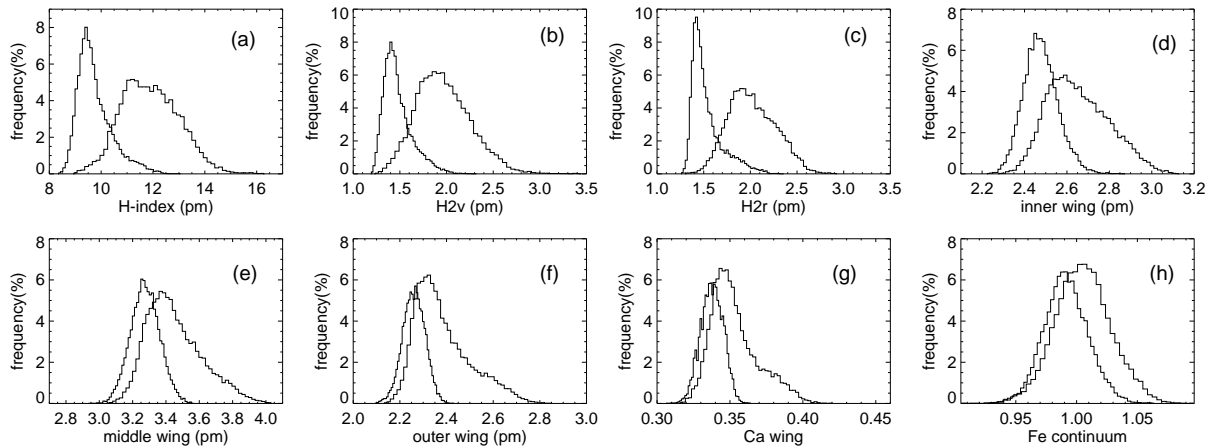 (a)
frequency(%)
8
6
4
2
0
8 10 12 14 16
H-index (pm)
(b)
frequency(%)
10
8
6
4
2
0
1.0 1.5 2.0 2.5 3.0 3.5
H2v (pm)
(c)
frequency(%)
10
8
6
4
2
0
1.0 1.5 2.0 2.5 3.0 3.5
H2r (pm)
(d)
frequency(%)
8
6
4
2
0
2.2 2.4 2.6 2.8 3.0 3.2
inner wing (pm)
(e)
frequency(%)
8
6
4
2
0
2.8 3.0 3.2 3.4 3.6 3.8 4.0
middle wing (pm)
(f)
frequency(%)
8
6
4
2
0
2.0 2.2 2.4 2.6 2.8 3.0
outer wing (pm)
(g)
frequency(%)
8
6
4
2
0
0.30 0.35 0.40 0.45
Ca wing
(h)
frequency(%)
8
6
4
2
0
0.95 1.00 1.05
Fe continuum